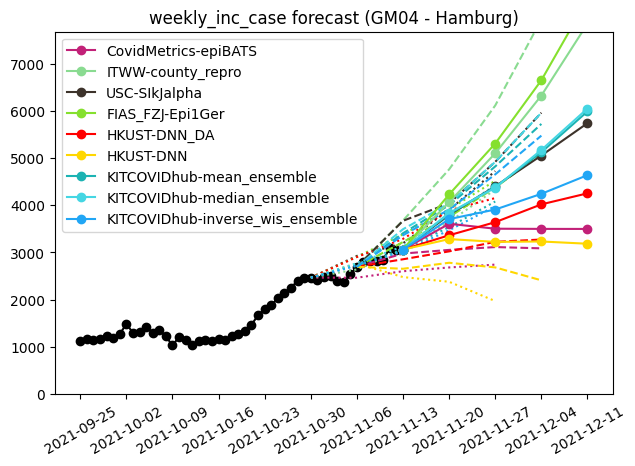 weekly_inc_case forecast (GM04 - Hamburg)
CovidMetrics-epiBATS
ITWW-county_repro
USC-SIkJalpha
FIAS_FZJ-Epi1Ger
HKUST-DNN_DA
HKUST-DNN
KITCOVIDhub-mean_ensemble
KITCOVIDhub-median_ensemble
KITCOVIDhub-inverse_wis_ensemble
7000
6000
5000
4000
3000
2000
1000
0
2021-09-25
2021-10-02
2021-10-09
2021-10-16
2021-10-23
2021-10-30
2021-11-06
2021-11-13
2021-11-20
2021-11-27
2021-12-04
2021-12-11